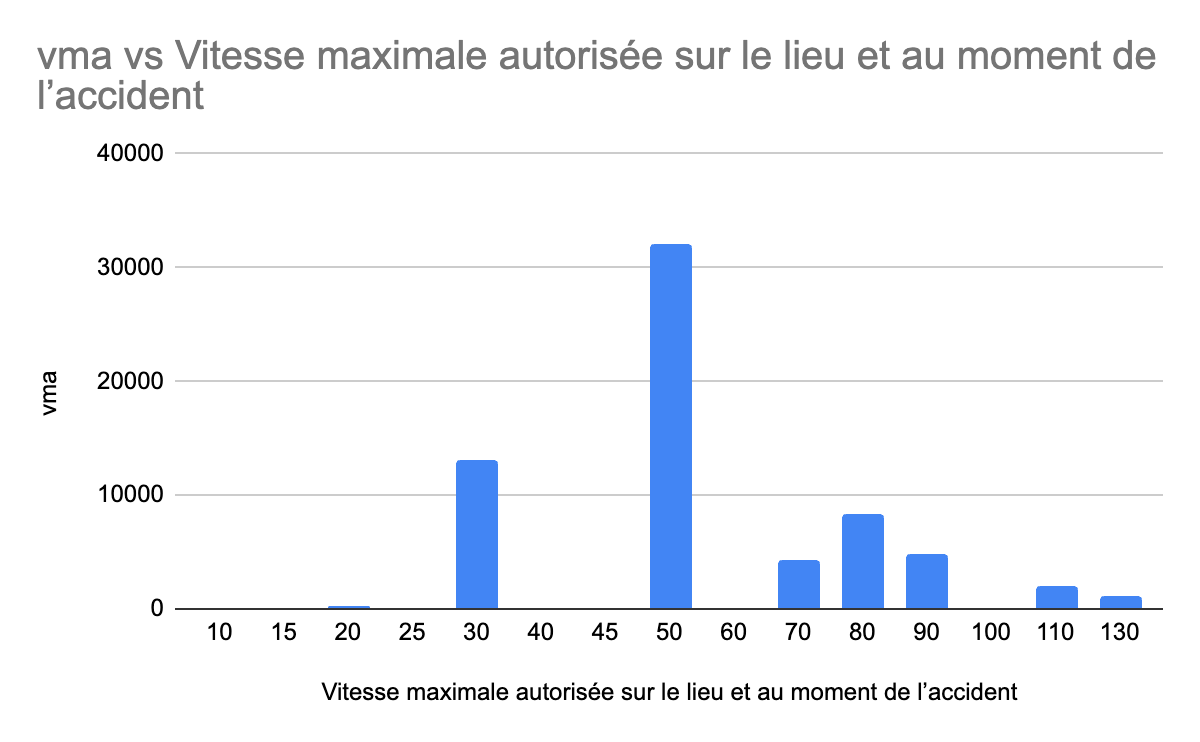 vma vs Vitesse maximale autorisée sur le lieu et au moment de
l’accident
40000
30000
20000
10000
0
vma
10 15 20 25 30 40 45 50 60 70 80 90 100 110 130
Vitesse maximale autorisée sur le lieu et au moment de l’accident